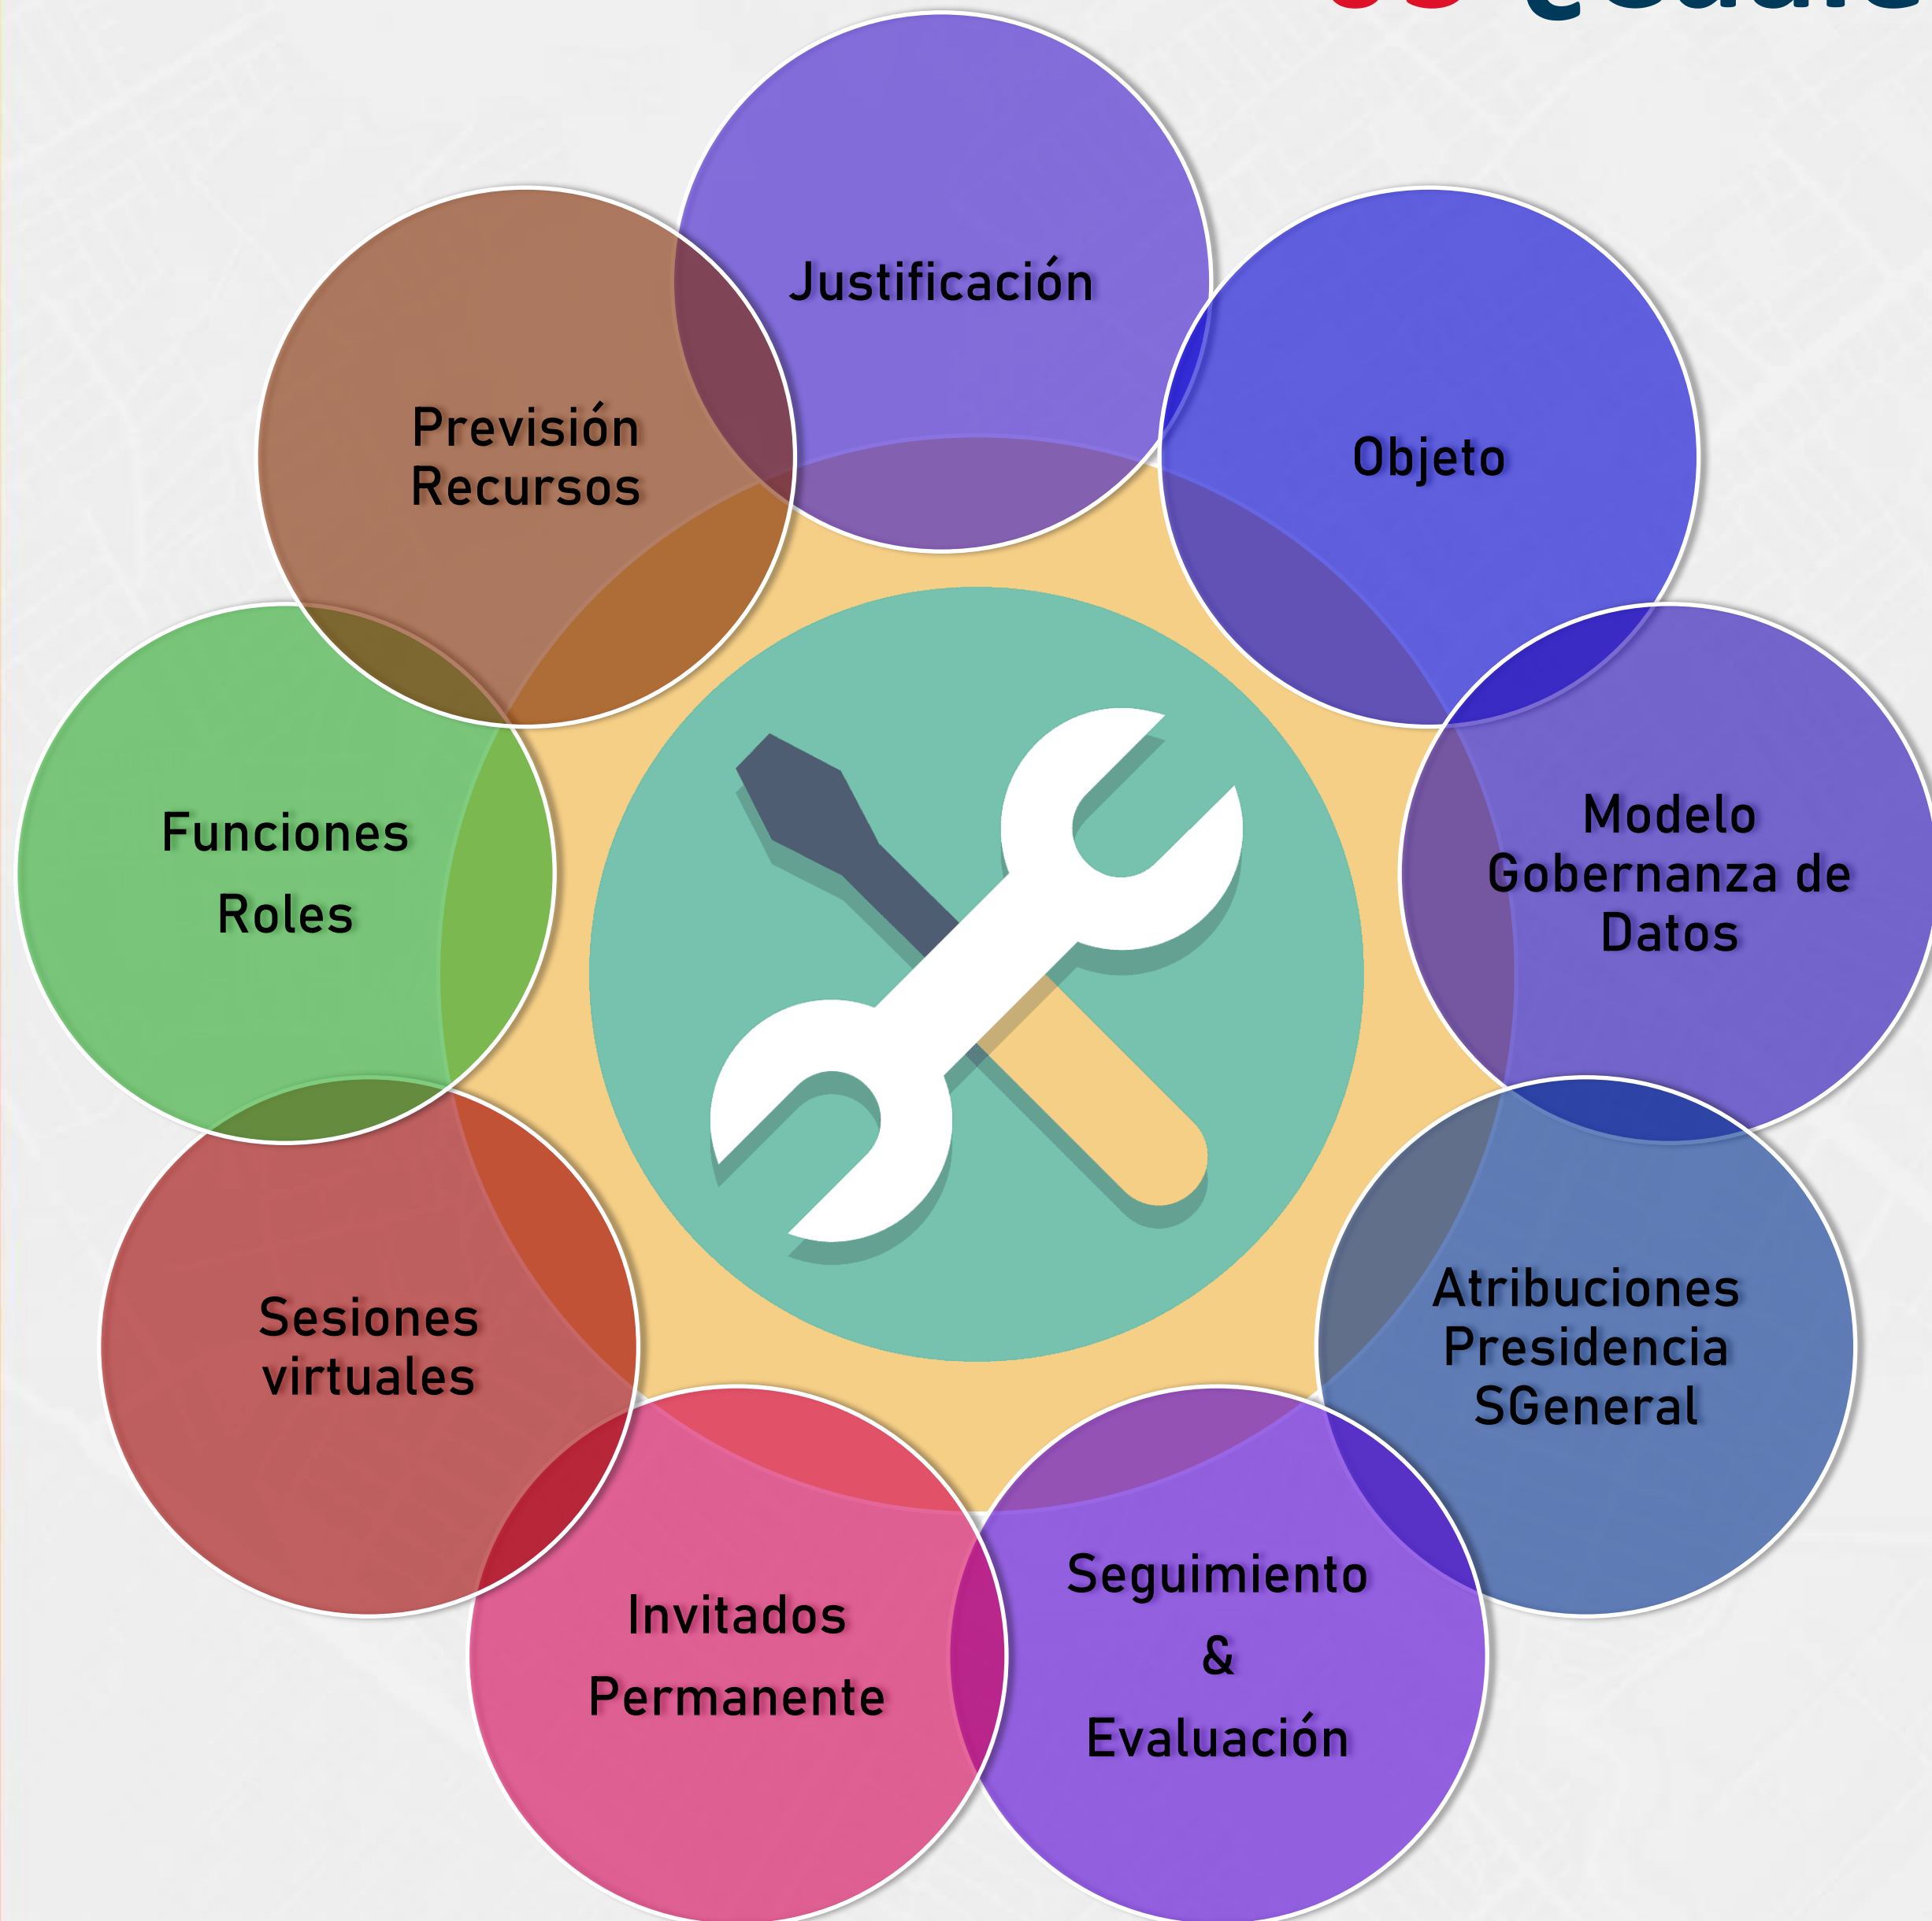 Justificación
Objeto
Modelo
Gobernanza de
Datos
Atribuciones
Presidencia
SGeneral
Seguimiento
&
Evaluación
Invitados
Permanente
Sesiones
virtuales
Funciones
Roles
Previsión
Recursos